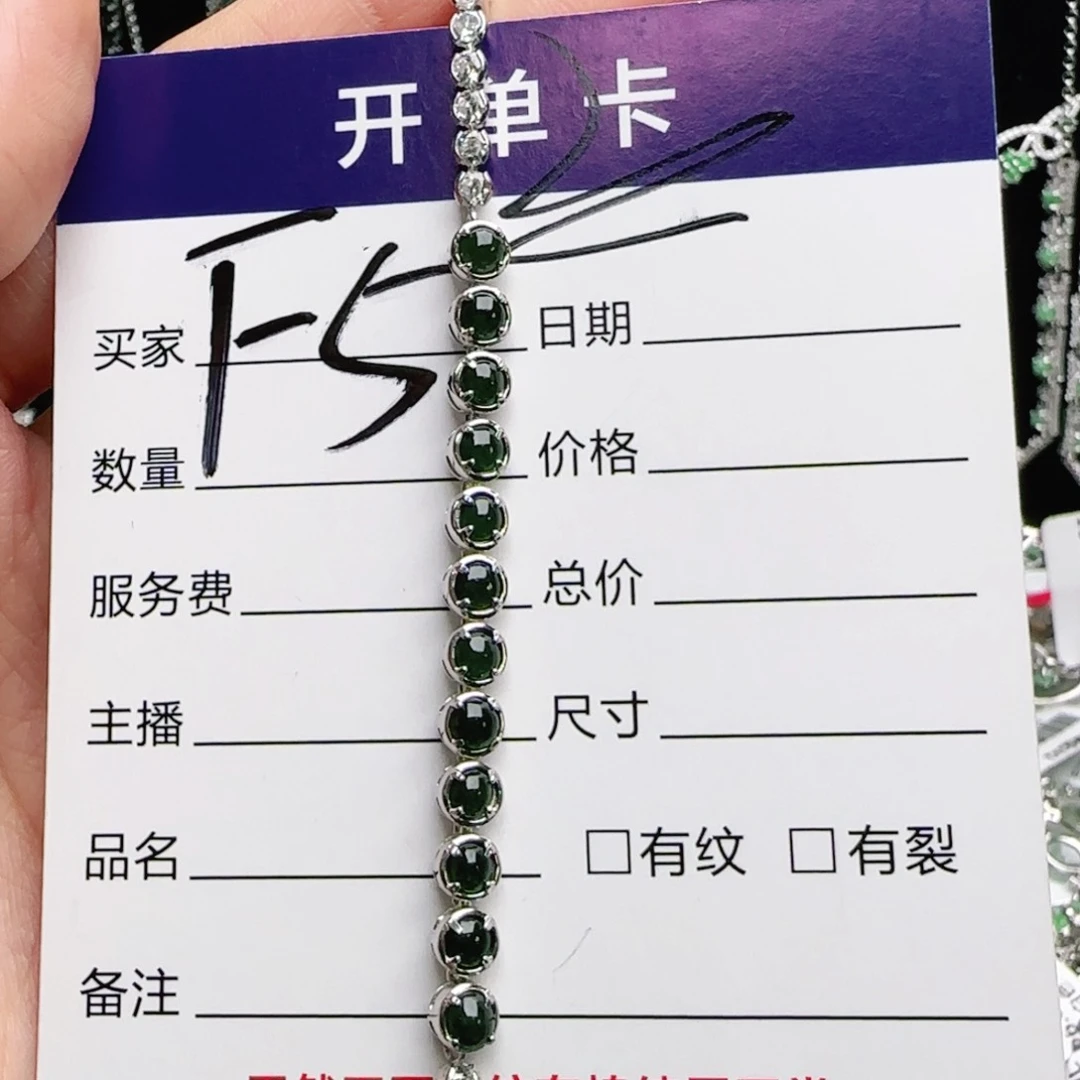 开单卡
F5
买家 日期
数量 价格
服务费 总价
主播 尺寸
品名 □有纹 □有裂
备注